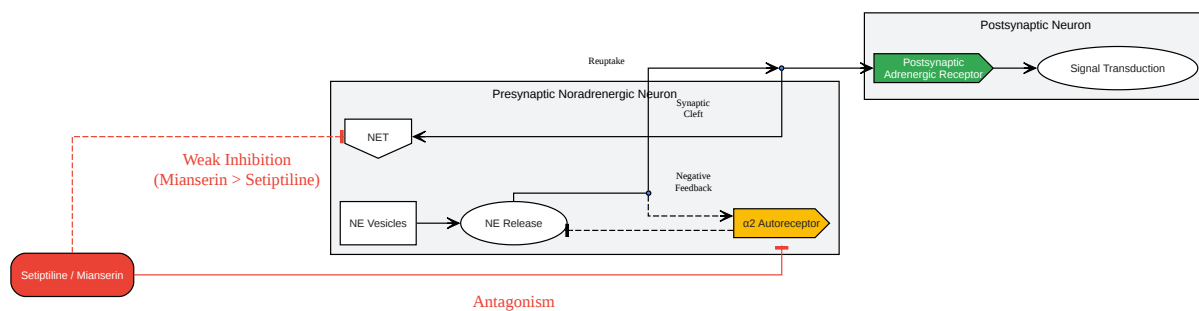 Postsynaptic Neuron
Postsynaptic
Adrenergic Receptor
Signal Transduction
Reuptake
Presynaptic Noradrenergic Neuron
Synaptic
Cleft
NET
Weak Inhibition
(Mianserin > Setiptiline)
Negative
Feedback
NE Vesicles
NE Release
α2 Autoreceptor
Setiptiline / Mianserin
Antagonism